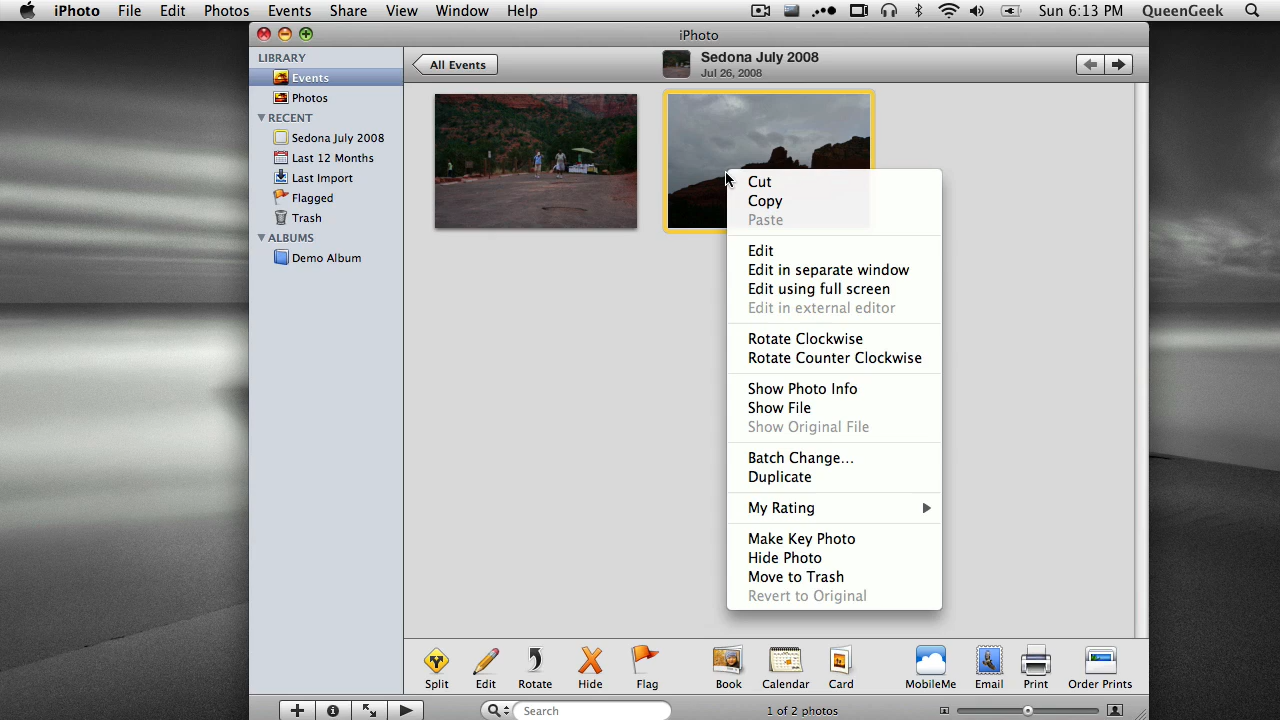 iPhoto File Edit Photos Events Share View Window Help Sun 6:13 PM QueenGeek
iPhoto
LIBRARY
Events
Photos
RECENT
Sedona July 2008
Last 12 Months
Last Import
Flagged
Trash
ALBUMS
Demo Album
All Events
Sedona July 2008
Jul 26, 2008
Cut
Copy
Paste
Edit
Edit in separate window
Edit using full screen
Edit in external editor
Rotate Clockwise
Rotate Counter Clockwise
Show Photo Info
Show File
Show Original File
Batch Change...
Duplicate
My Rating
Make Key Photo
Hide Photo
Move to Trash
Revert to Original
Split Edit Rotate Hide Flag Book Calendar Card MobileMe Email Print Order Prints
Search 1 of 2 photos